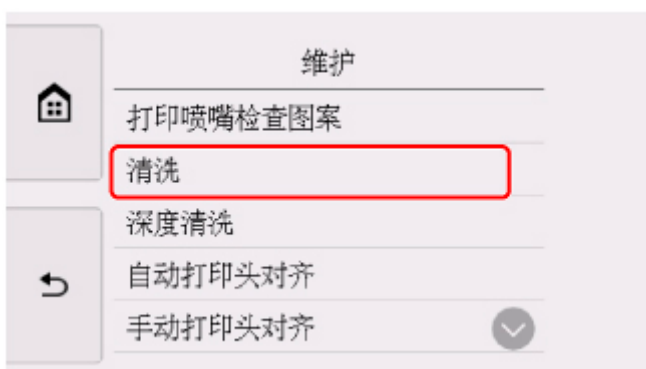 维护
打印喷嘴检查图案
清洗
深度清洗
自动打印头对齐
手动打印头对齐